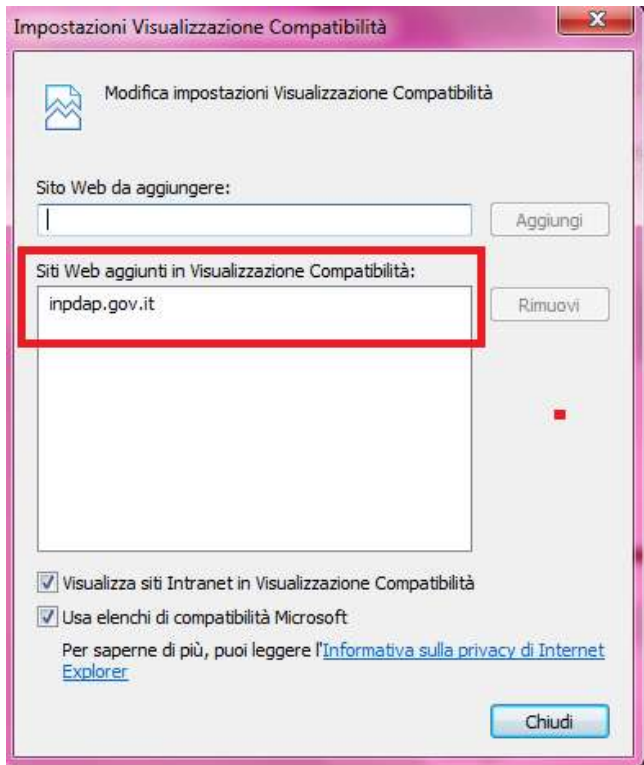 Impostazioni Visualizzazione Compatibilità
Modifica impostazioni Visualizzazione Compatibilità
Sito Web da aggiungere:
Aggiungi
Siti Web aggiunti in Visualizzazione Compatibilità:
inpdap.gov.it
Rimuovi
Visualizza siti Intranet in Visualizzazione Compatibilità
Usa elenchi di compatibilità Microsoft
Per saperne di più, puoi leggere l'Informativa sulla privacy di Internet
Explorer
Chiudi